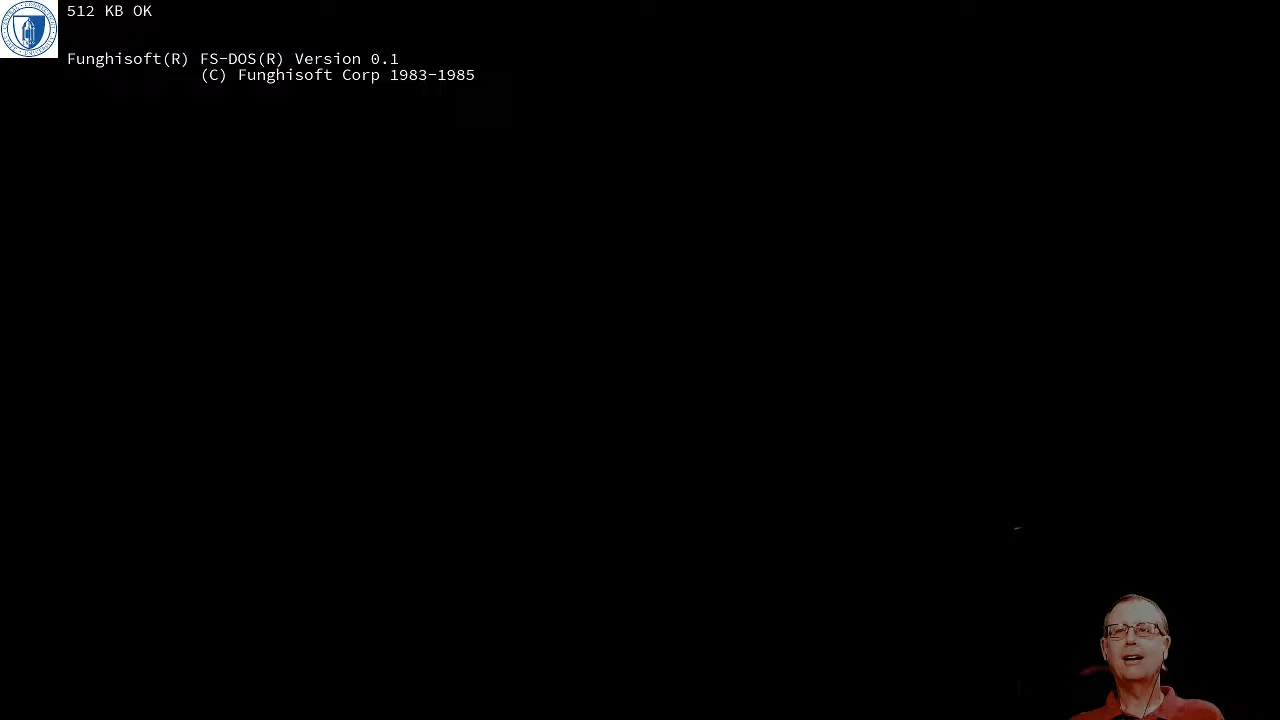 512 KB OK
Funghisoft(R) FS-DOS(R) Version 0.1
(C) Funghisoft Corp 1983-1985